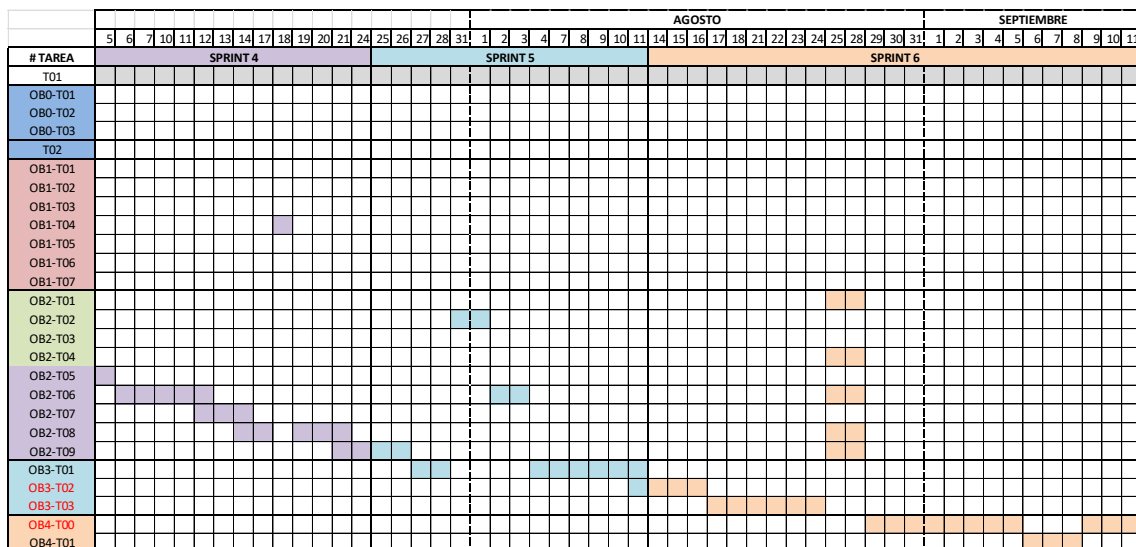 AGOSTO SEPTIEMBRE
5 6 7 10 11 12 13 14 17 18 19 20 21 24 25 26 27 28 31 1 2 3 4 7 8 9 10 11 14 15 16 17 18 21 22 23 24 25 28 29 30 31 1 2 3 4 5 6 7 8 9 10 11
# TAREA SPRINT 4 SPRINT 5 SPRINT 6
T01
OB0-T01
OB0-T02
OB0-T03
T02
OB1-T01
OB1-T02
OB1-T03
OB1-T04
OB1-T05
OB1-T06
OB1-T07
OB2-T01
OB2-T02
OB2-T03
OB2-T04
OB2-T05
OB2-T06
OB2-T07
OB2-T08
OB2-T09
OB3-T01
OB3-T02
OB3-T03
OB4-T00
OB4-T01